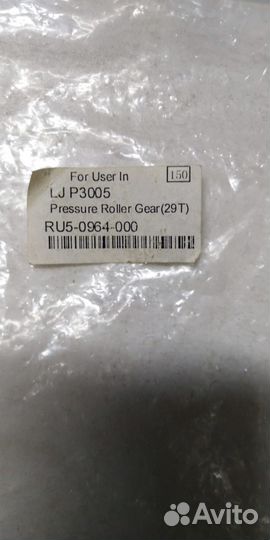 For User In
150
LJ P3005
Pressure Roller Gear(29T)
RU5-0964-000
Avito